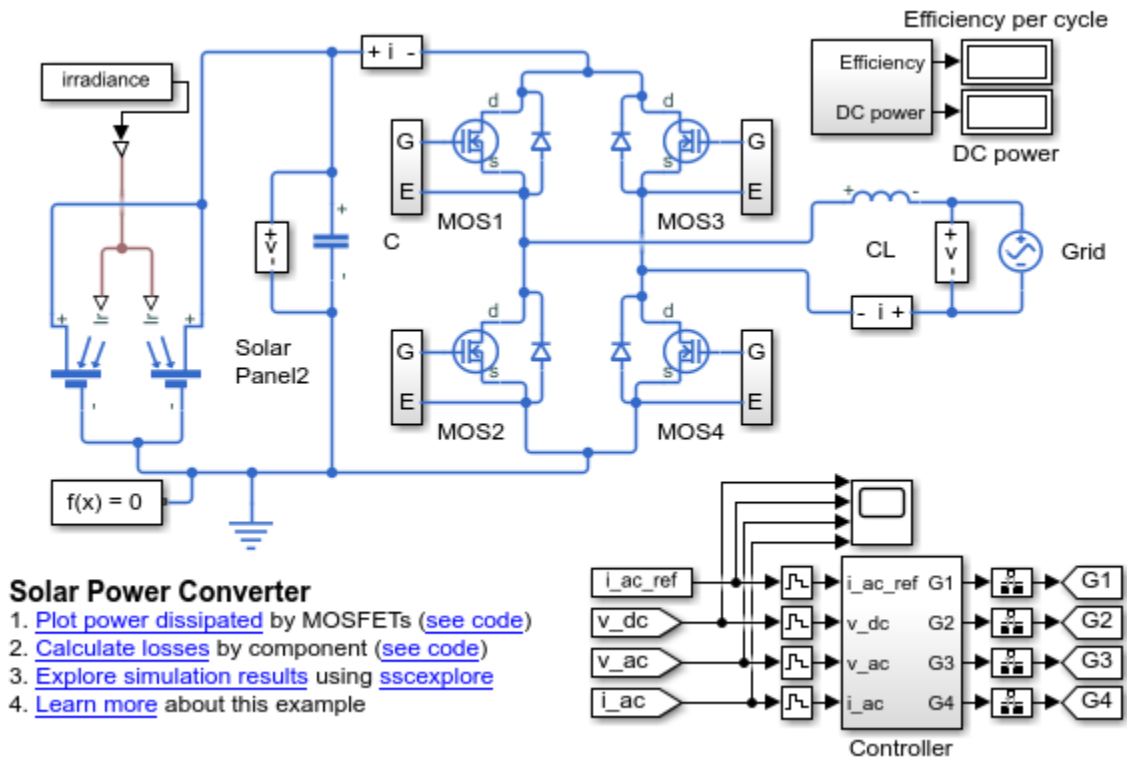 Efficiency per cycle
irradiance
+ i -
Efficiency
DC power
DC power
d
d
G
G
s
s
E
E
MOS1
MOS3
+
-
+
+ v -
C
-
CL
+ v -
Grid
- i +
Ir
Ir
+
+
-
-
Solar
Panel2
d
d
G
G
s
s
E
E
MOS2
MOS4
f(x) = 0
Solar Power Converter
1. Plot power dissipated by MOSFETs (see code)
2. Calculate losses by component (see code)
3. Explore simulation results using sscexplore
4. Learn more about this example
i_ac_ref
i_ac_ref
G1
G1
v_dc
v_dc
G2
G2
v_ac
v_ac
G3
G3
i_ac
i_ac
G4
G4
Controller